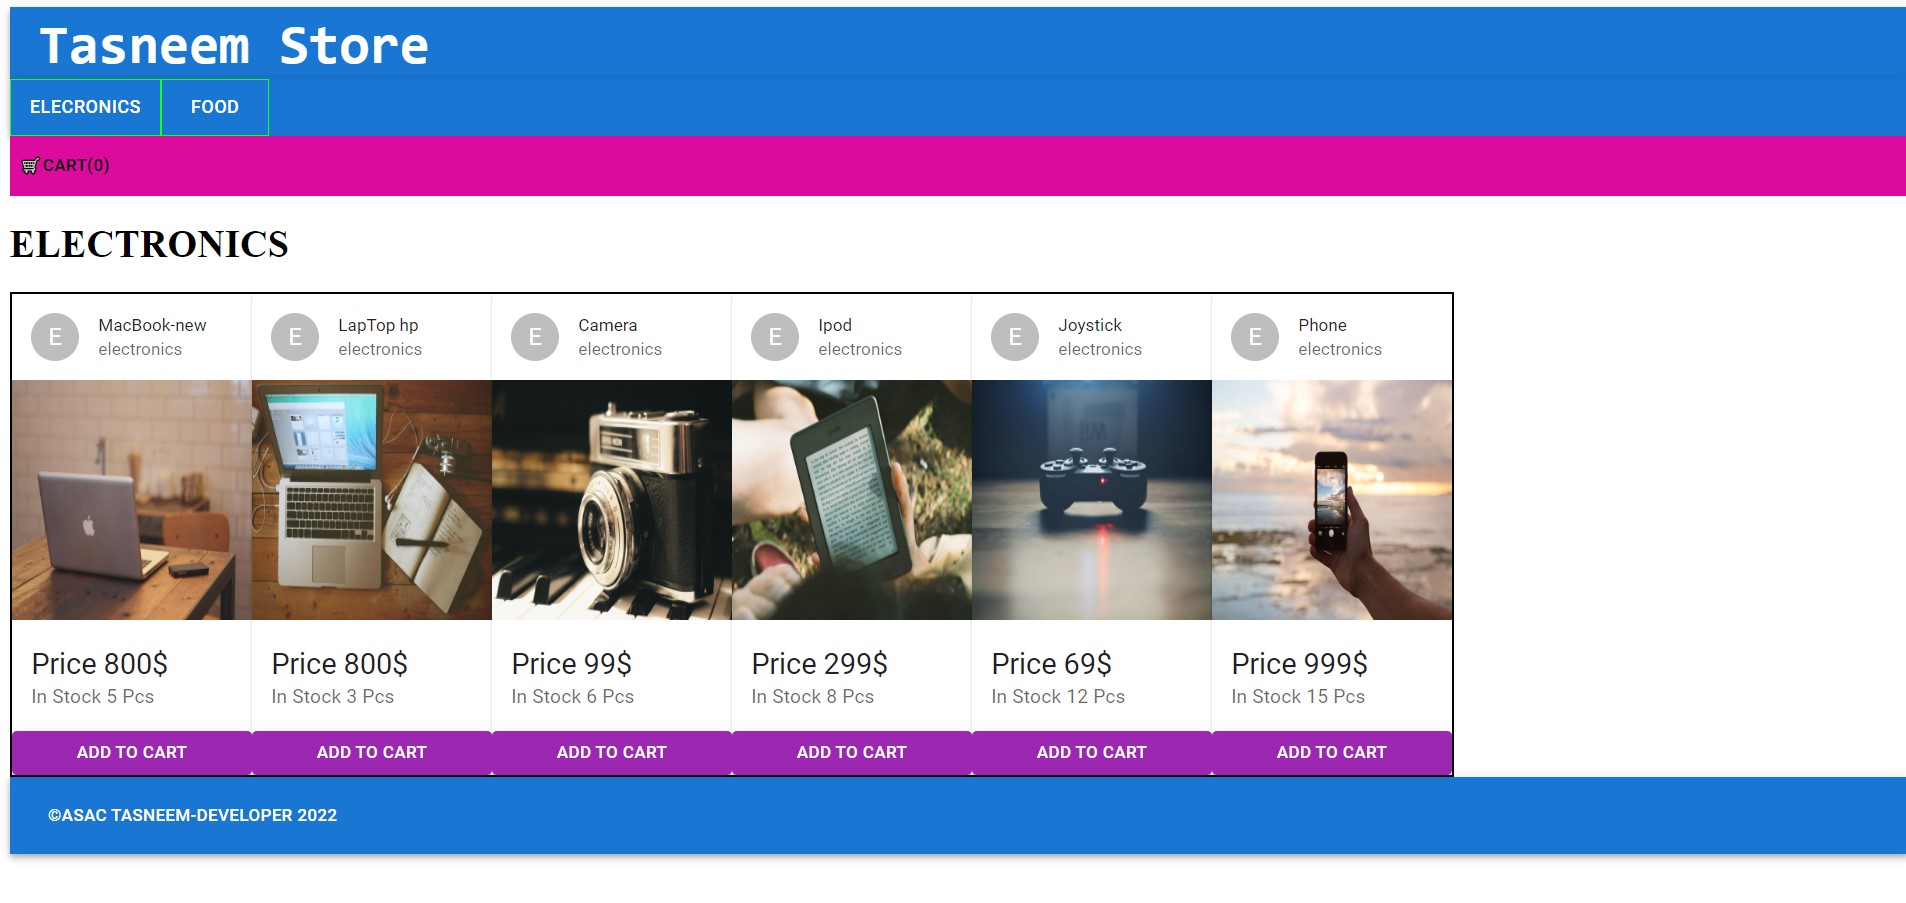 Tasneem Store
ELECRONICS FOOD
CART(0)
ELECTRONICS
E MacBook-new electronics
E LapTop hp electronics
E Camera electronics
E Ipod electronics
E Joystick electronics
E Phone electronics
Price 800$ Price 800$ Price 99$ Price 299$ Price 69$ Price 999$
In Stock 5 Pcs In Stock 3 Pcs In Stock 6 Pcs In Stock 8 Pcs In Stock 12 Pcs In Stock 15 Pcs
ADD TO CART ADD TO CART ADD TO CART ADD TO CART ADD TO CART ADD TO CART
©ASAC TASNEEM-DEVELOPER 2022